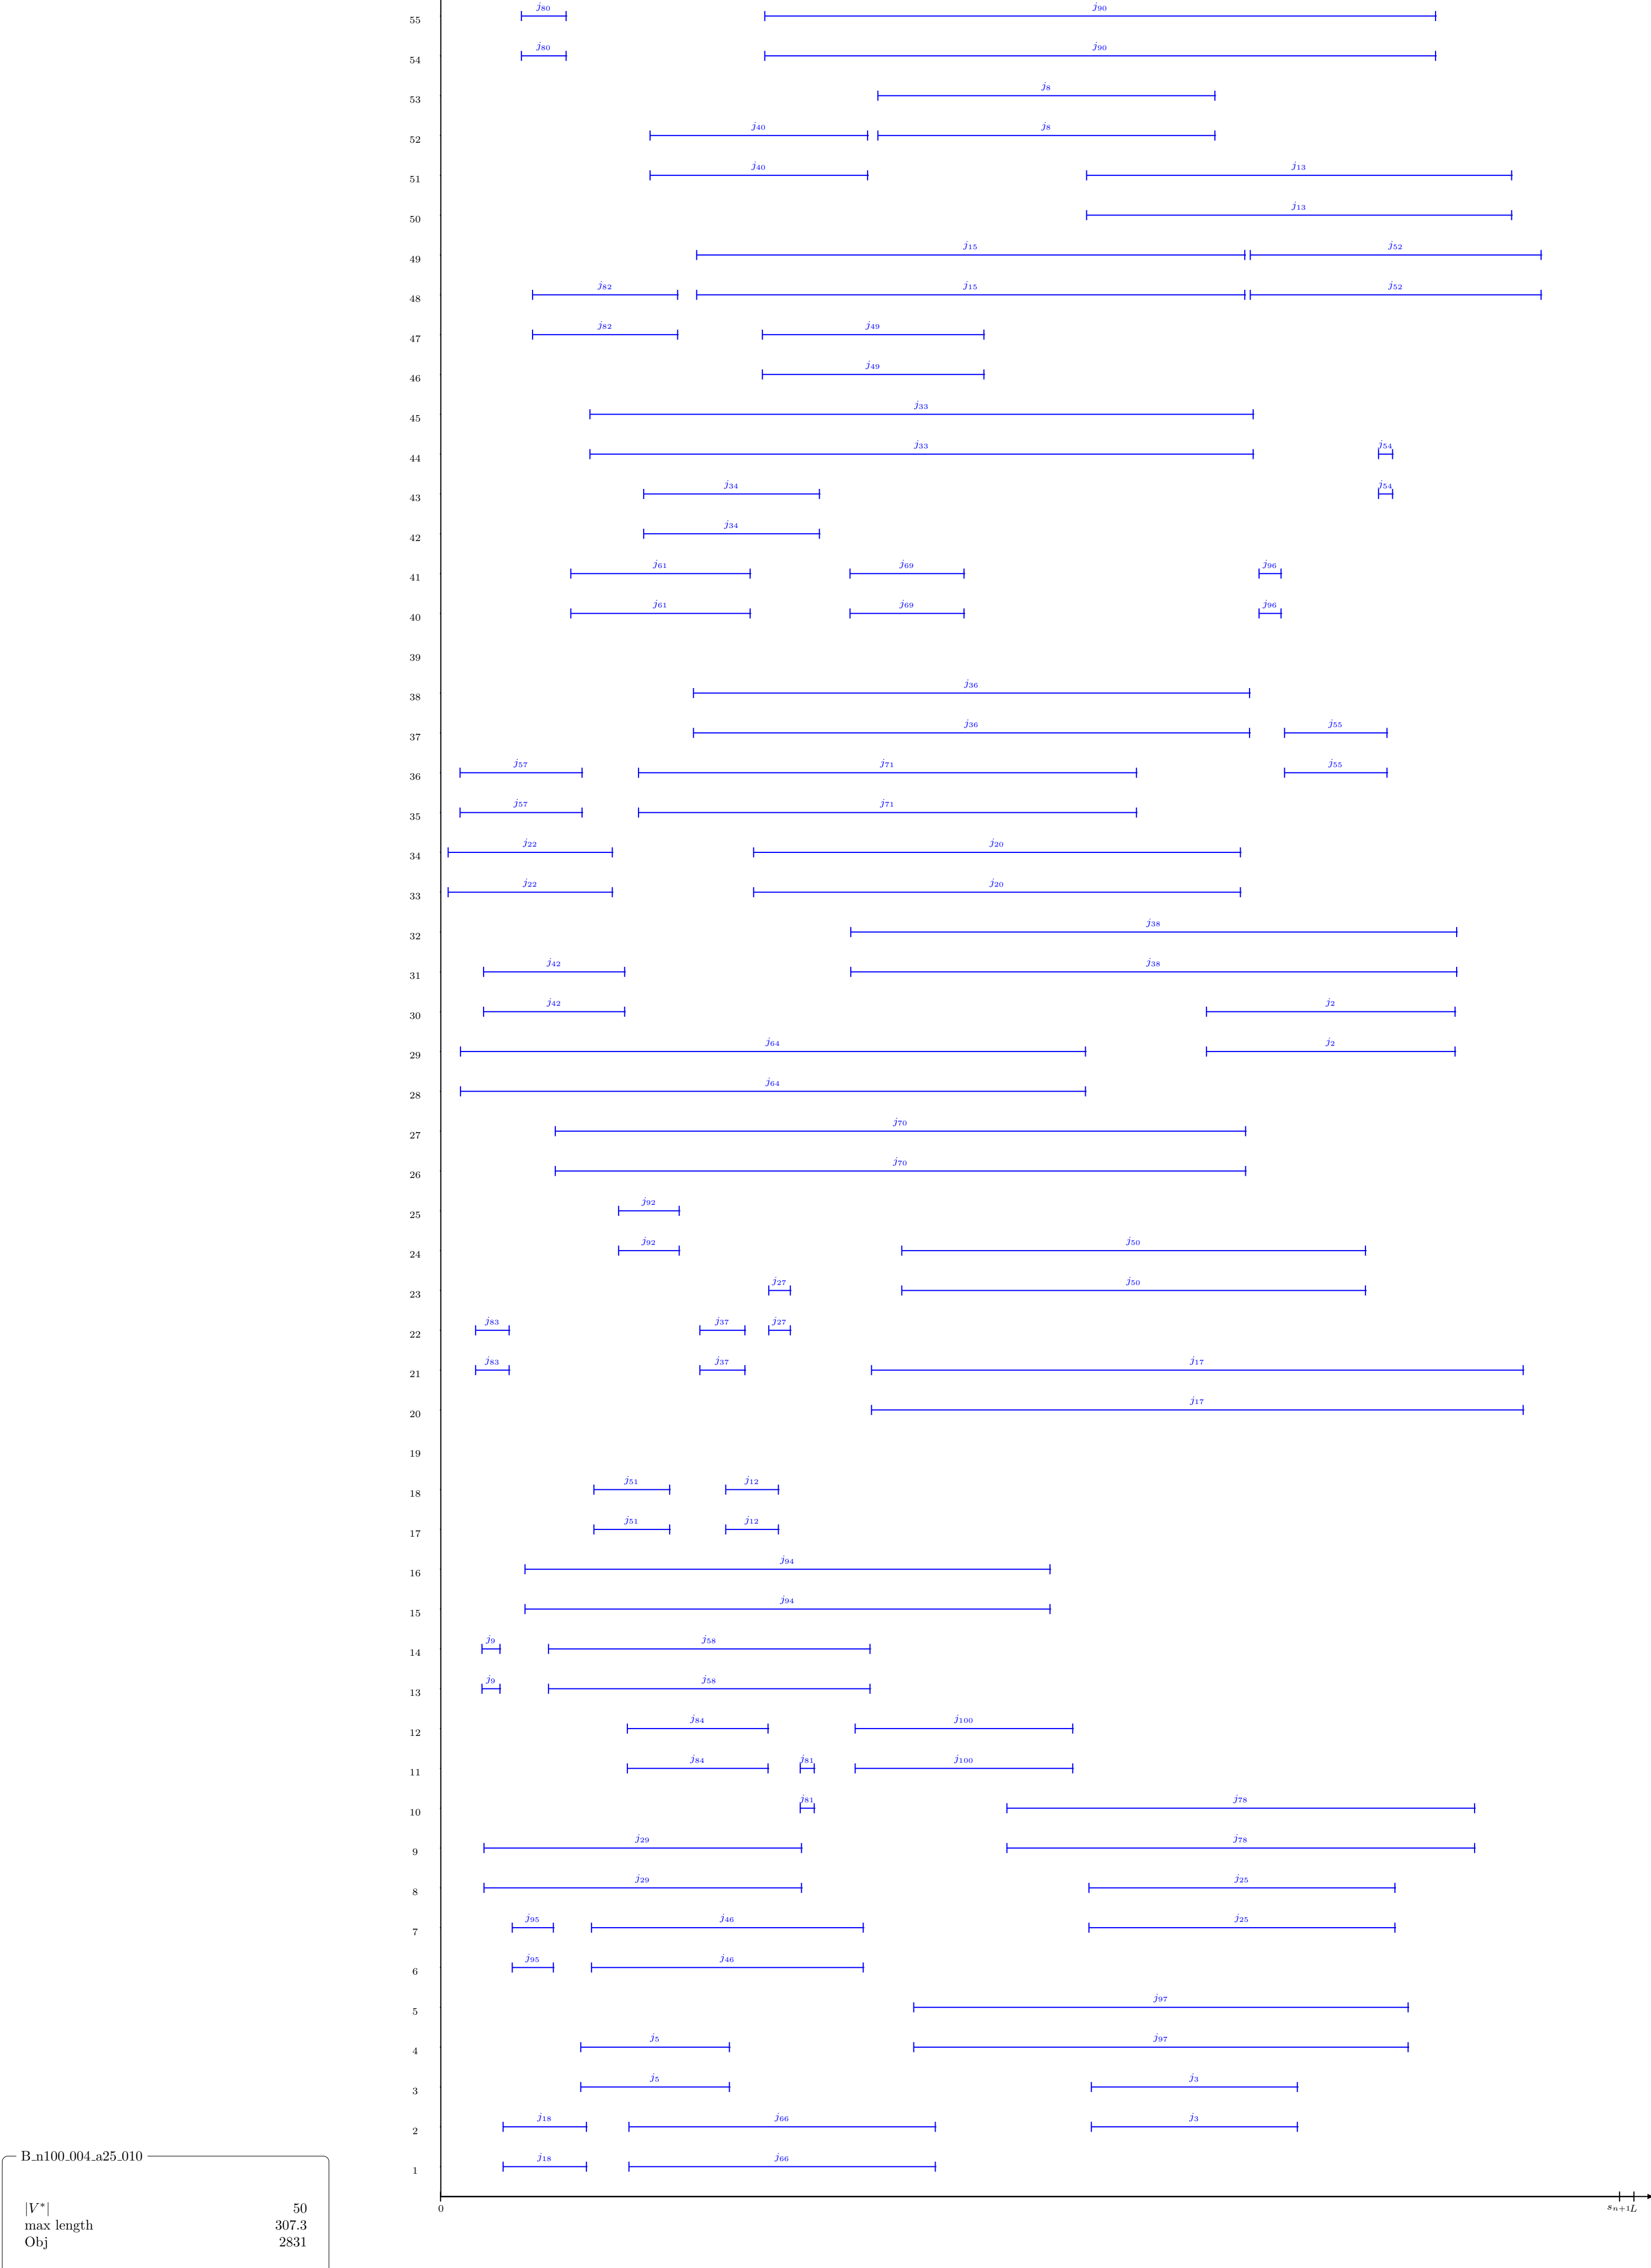 j80 j90
55
j80 j90
54
j8
53
j40 j8
52
j40 j13
51
j13
50
j15 j52
49
j82 j15 j52
48
j82 j49
47
j49
46
j33
45
j33 j54
44
j34 j54
43
j34
42
j61 j69 j96
41
j61 j69 j96
40
39
j36
38
j36 j55
37
j57 j71 j55
36
j57 j71
35
j22 j20
34
j22 j20
33
j38
32
j42 j38
31
j42 j2
30
j64 j2
29
j64
28
j70
27
j70
26
j92
25
j92 j50
24
j27 j50
23
j83 j37 j27
22
j83 j37 j17
21
j17
20
19
j51 j12
18
j51 j12
17
j94
16
j94
15
j9 j58
14
j9 j58
13
j84 j100
12
j84 j81 j100
11
j81 j78
10
j29 j78
9
j29 j25
8
j95 j46 j25
7
j95 j46
6
j97
5
j5 j97
4
j5 j3
3
j18 j66 j3
2
j18 j66
1
0 sn+1 L
B_n100_004_a25_010
|V*| 50
max length 307.3
Obj 2831